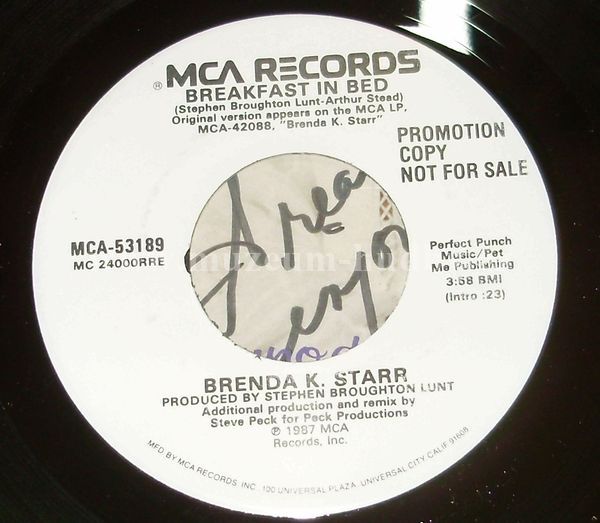 ® MCA RECORDS
BREAKFAST IN BED
(Stephen Broughton Lunt-Arthur Stead)
Original version appears on the MCA LP,
MCA-42088, "Brenda K. Starr"
PROMOTION
COPY
NOT FOR SALE
MCA-53189
MC 24000RRE
Perfect Punch
Music/Pet
Me Publishing
3:58 BMI
(Intro :23)
BRENDA K. STARR
PRODUCED BY STEPHEN BROUGHTON LUNT
Additional production and remix by
Steve Peck for Peck Productions
℗ 1987 MCA
Records, Inc.
MFD. BY MCA RECORDS, INC., 100 UNIVERSAL PLAZA, UNIVERSAL CITY, CALIF. 91608